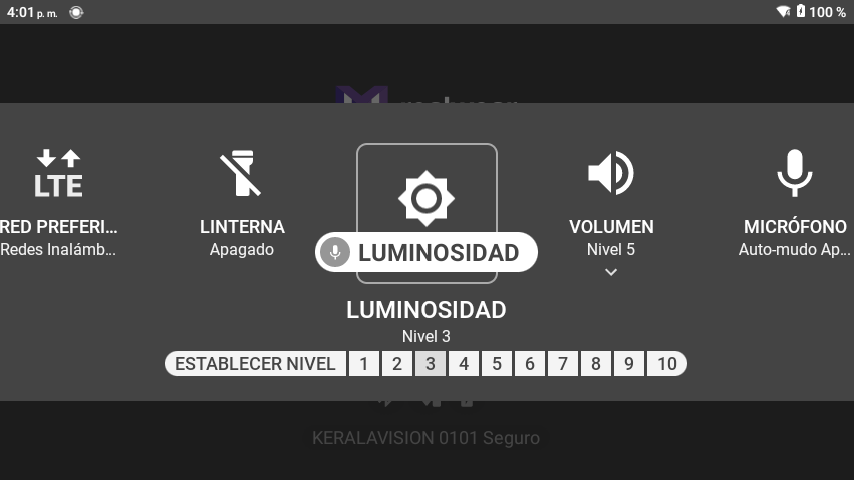 4:01 p. m.
100 %
LTE
RED PREFERI...
Redes Inalámb...
LINTERNA
Apagado
LUMINOSIDAD
VOLUMEN
Nivel 5
MICRÓFONO
Auto-mudo Ap...
LUMINOSIDAD
Nivel 3
ESTABLECER NIVEL 1 2 3 4 5 6 7 8 9 10
KERALAVISION 0101 Seguro